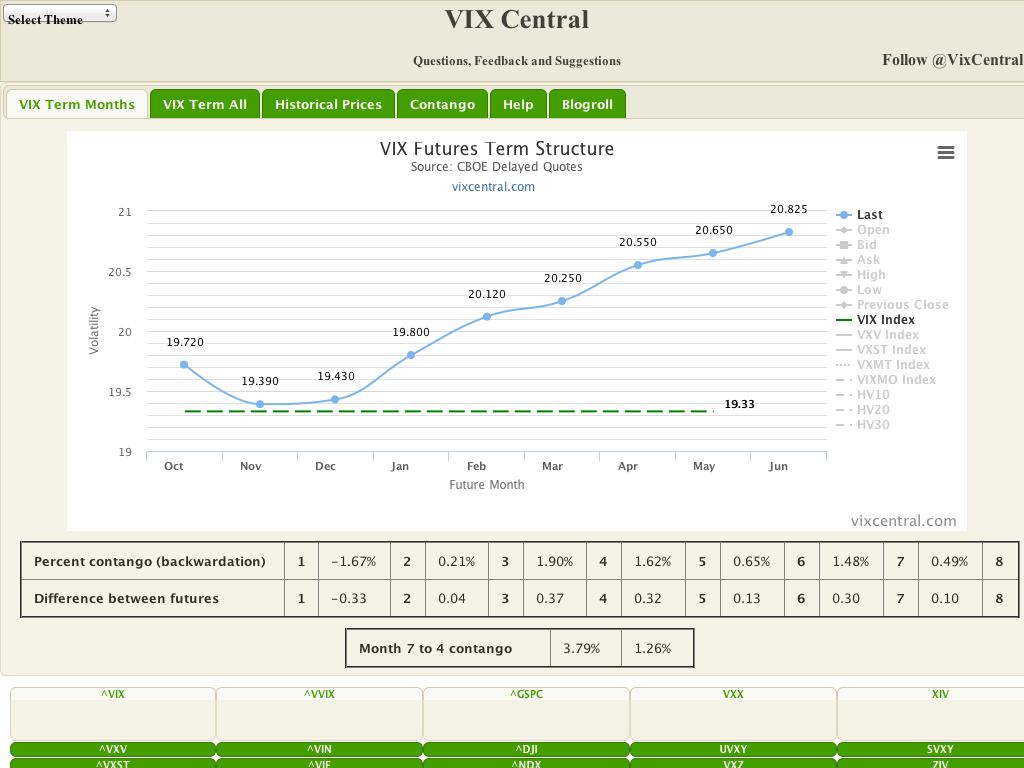 Select Theme
VIX Central
Questions, Feedback and Suggestions
Follow @VixCentral
VIX Term Months VIX Term All Historical Prices Contango Help Blogroll
VIX Futures Term Structure
Source: CBOE Delayed Quotes
vixcentral.com
Volatility
21
20.5
20
19.5
19
19.720
19.390
19.430
19.800
20.120
20.250
20.550
20.650
20.825
19.33
Oct Nov Dec Jan Feb Mar Apr May Jun
Future Month
Last
Open
Bid
Ask
High
Low
Previous Close
VIX Index
VXV Index
VXST Index
VXMT Index
VIXMO Index
HV10
HV20
HV30
vixcentral.com
Percent contango (backwardation) 1 −1.67% 2 0.21% 3 1.90% 4 1.62% 5 0.65% 6 1.48% 7 0.49% 8
Difference between futures 1 −0.33 2 0.04 3 0.37 4 0.32 5 0.13 6 0.30 7 0.10 8
Month 7 to 4 contango 3.79% 1.26%
^VIX ^VVIX ^GSPC VXX XIV
^VXV ^VIN ^DJI UVXY SVXY
^VXST ^VIF ^NDX VXZ ZIV